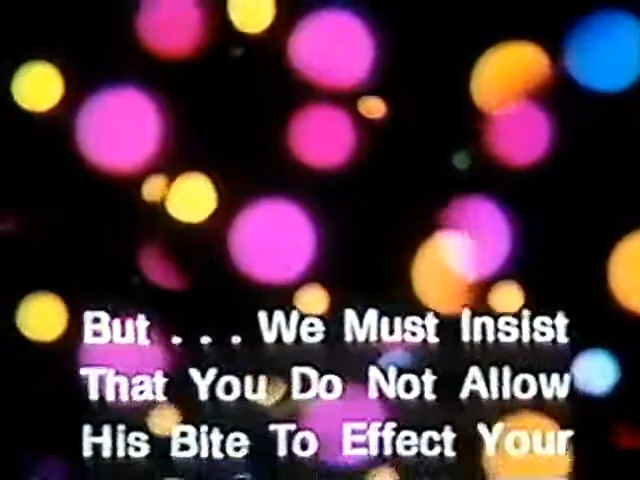 But . . . We Must Insist
That You Do Not Allow
His Bite To Effect Your